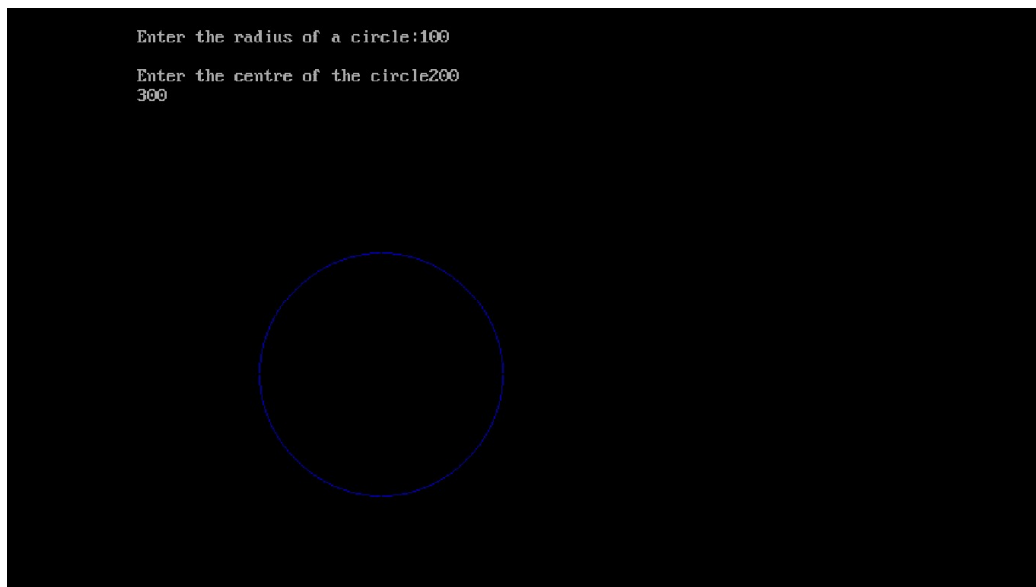 Enter the radius of a circle:100
Enter the centre of the circle200
300